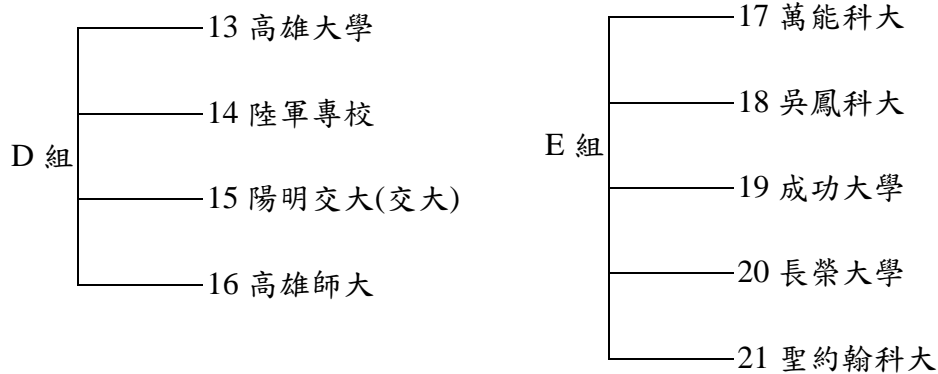 D 組
13 高雄大學
14 陸軍專校
15 陽明交大(交大)
16 高雄師大
E 組
17 萬能科大
18 吳鳳科大
19 成功大學
20 長榮大學
21 聖約翰科大